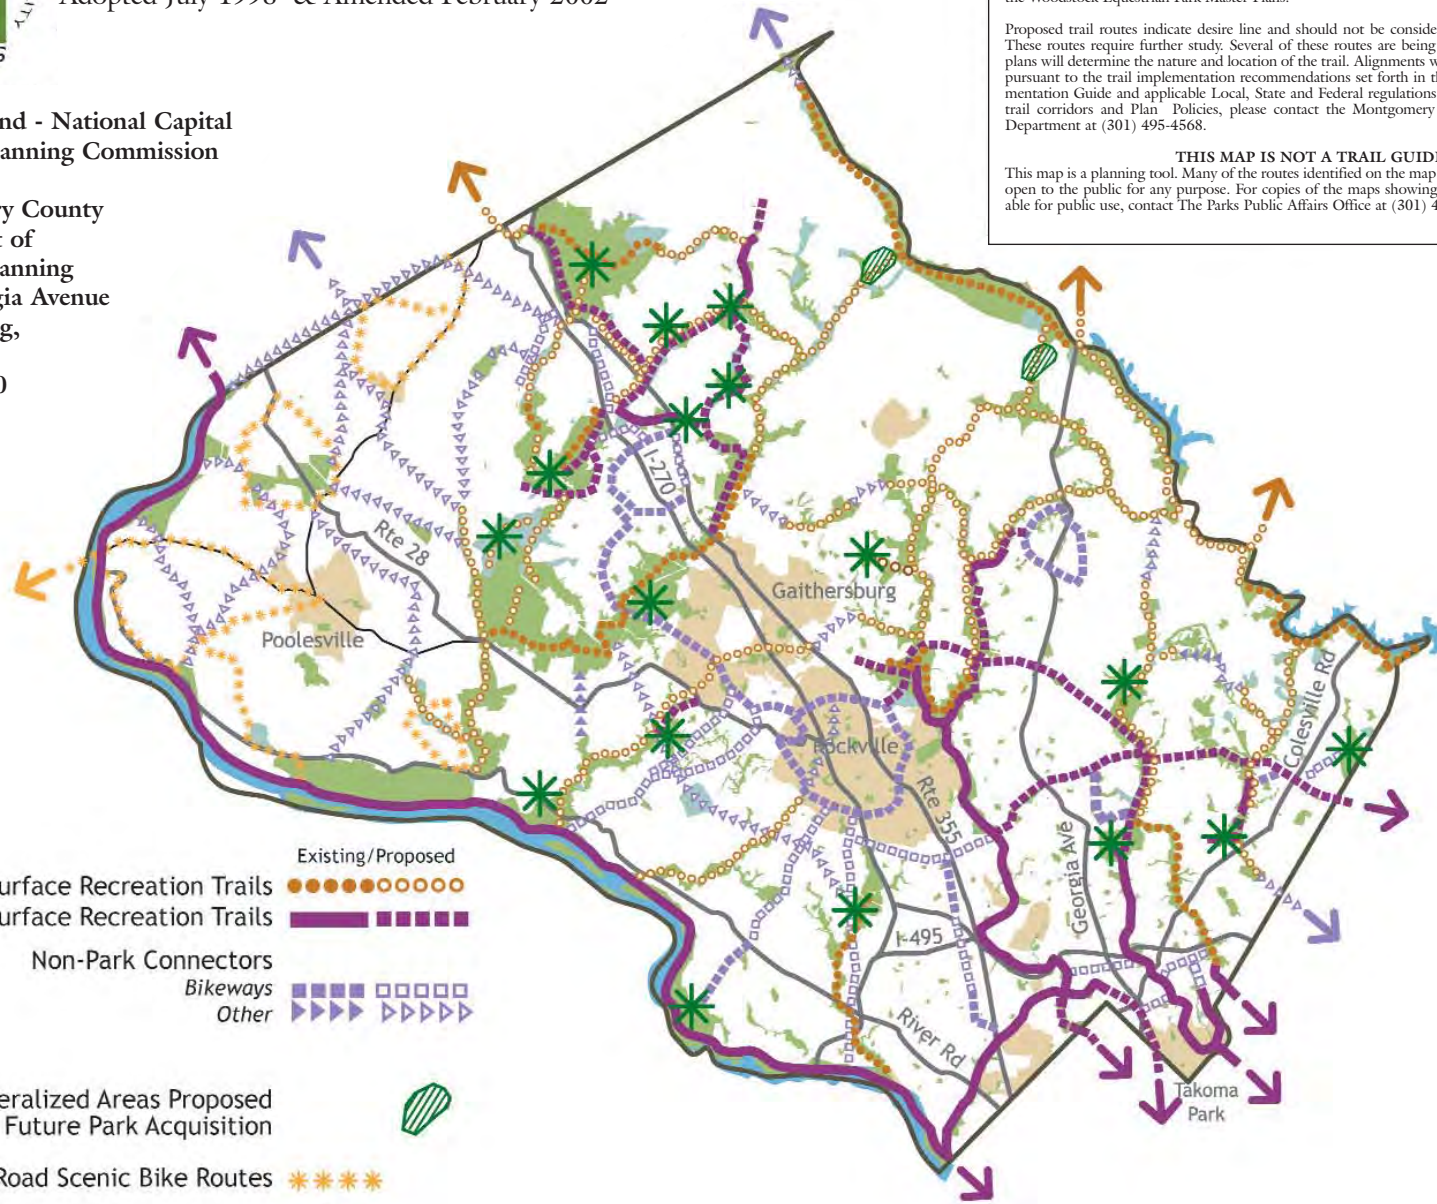 Adopted July 1998 & Amended February 2002
- National Capital
Planning Commission
County
of
Avenue
the Woodstock Equestrian Park Master Plans.
Proposed trail routes indicate desire line and should not be
These routes require further study. Several of these routes are being
plans will determine the nature and location of the trail. Alignments
pursuant to the trail implementation recommendations set forth in
Guide and applicable Local, State and Federal regulations
trail corridors and Plan Policies, please contact the Montgomery
Department at (301) 495-4568.
THIS MAP IS NOT A TRAIL
This map is a planning tool. Many of the routes identified on the map
open to the public for any purpose. For copies of the maps showing
able for public use, contact The Parks Public Affairs Office at (301) 4
I-270
Rte 28
Gaithersburg
Poolesville
Rockville
Colesville Rd
Rte 355
Georgia Ave
I-495
River Rd
Takoma
Park
Existing/Proposed
urface Recreation Trails
urface Recreation Trails
Non-Park Connectors
Bikeways
Other
eralized Areas Proposed
Future Park Acquisition
Road Scenic Bike Routes